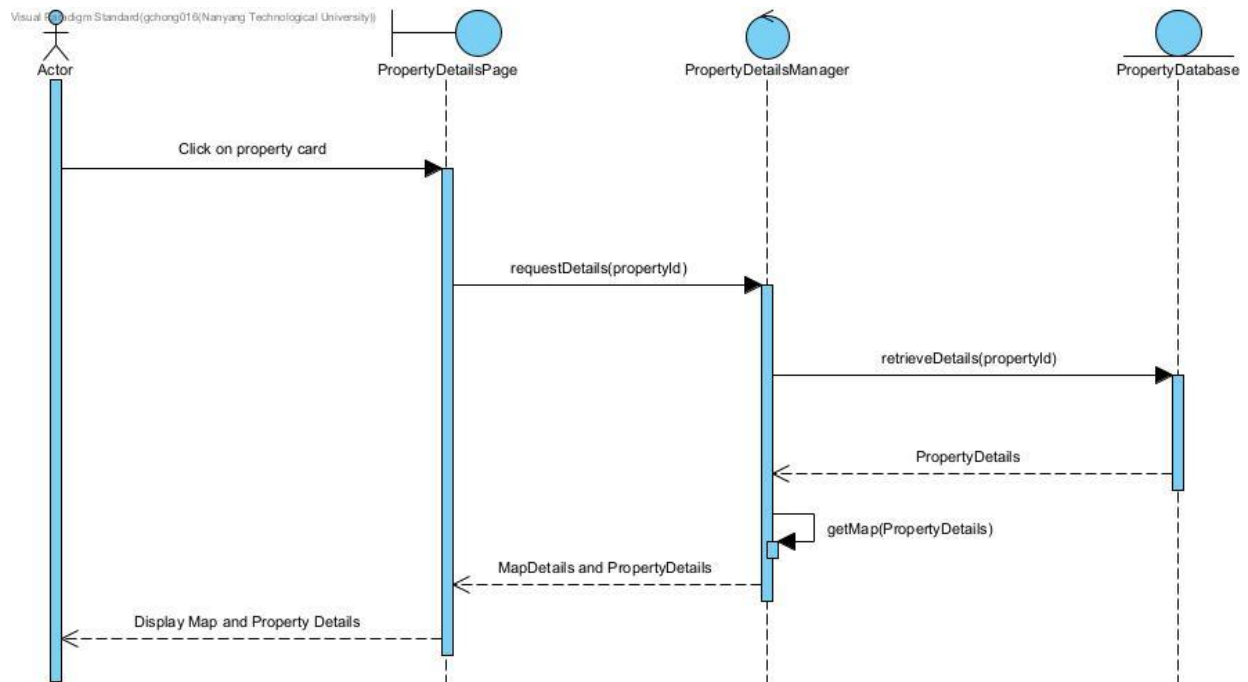 Visual Paradigm Standard(gchong016(Nanyang Technological University))
Actor
PropertyDetailsPage
PropertyDetailsManager
PropertyDatabase
Click on property card
requestDetails(propertyId)
retrieveDetails(propertyId)
PropertyDetails
getMap(PropertyDetails)
MapDetails and PropertyDetails
Display Map and Property Details